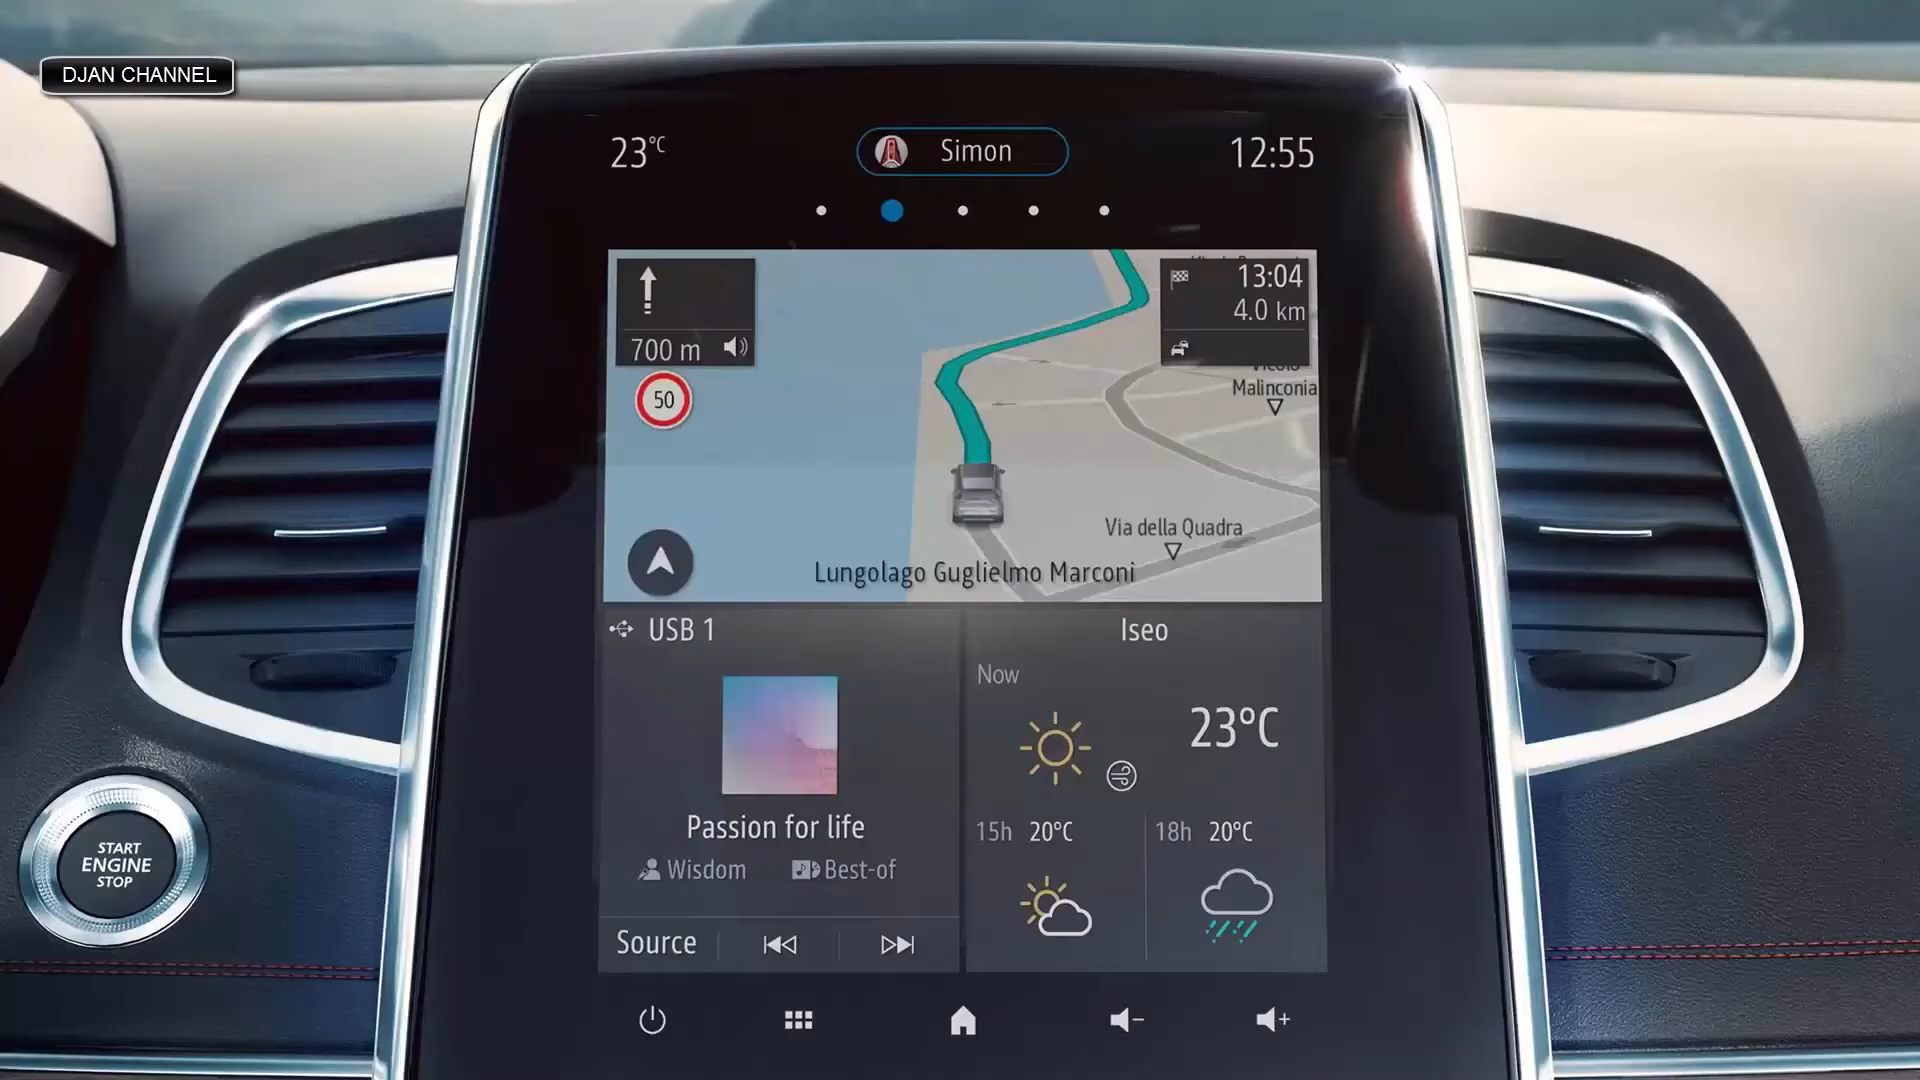 DJAN CHANNEL
23°C
Simon
12:55
13:04
4.0 km
700 m
50
Malinconia
Via della Quadra
Lungolago Guglielmo Marconi
USB 1
Iseo
Now
23°C
Passion for life
15h 20°C
18h 20°C
Wisdom
Best-of
START
ENGINE
STOP
Source